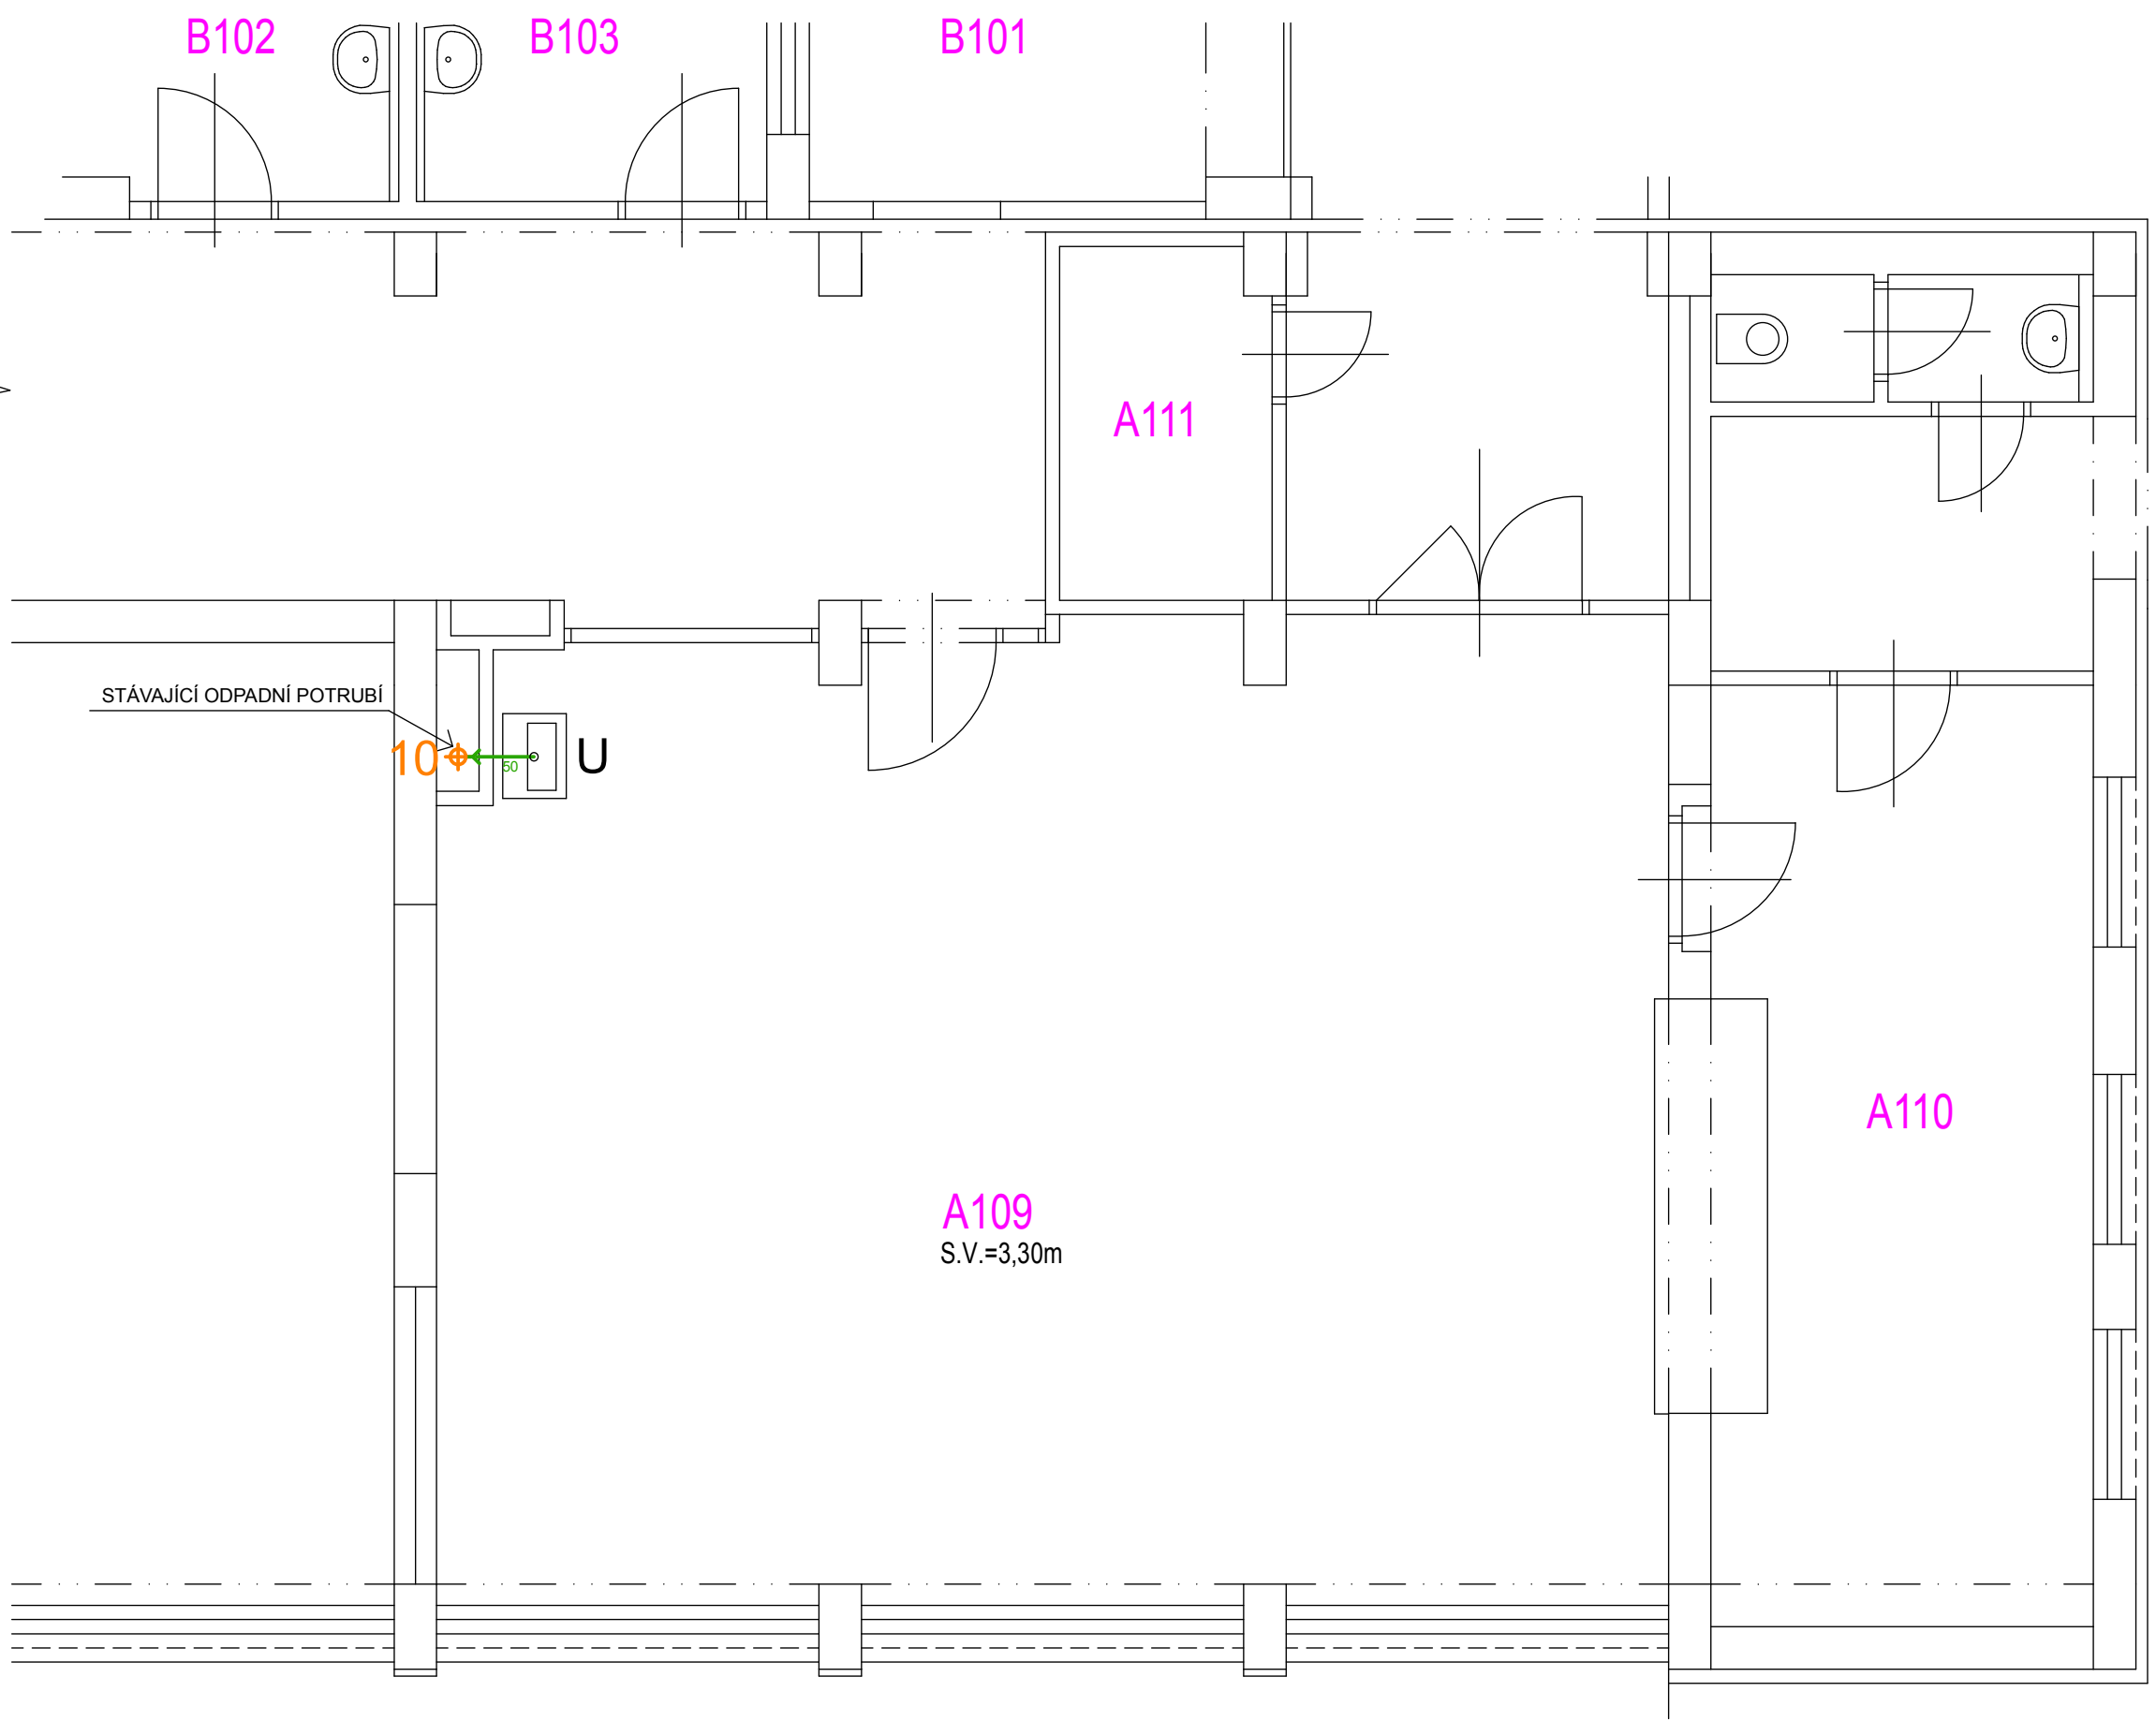 B102
B103
B101
A111
STÁVAJÍCÍ ODPADNÍ POTRUBÍ
10
50
U
A110
A109
S.V.=3,30m